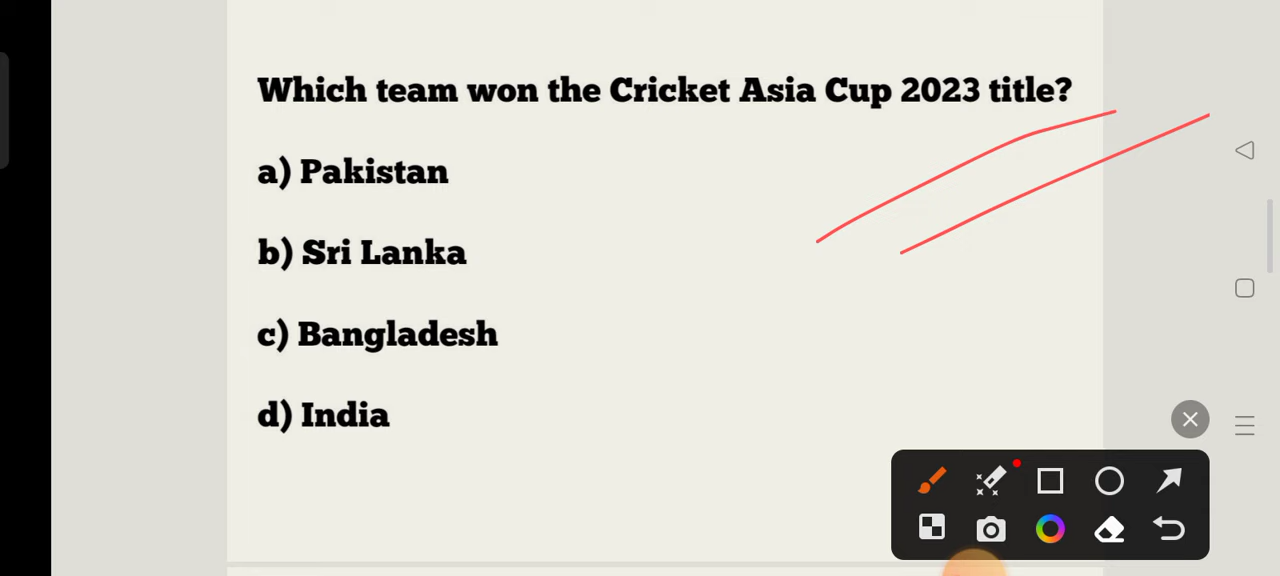 Which team won the Cricket Asia Cup 2023 title?
a) Pakistan
b) Sri Lanka
c) Bangladesh
d) India